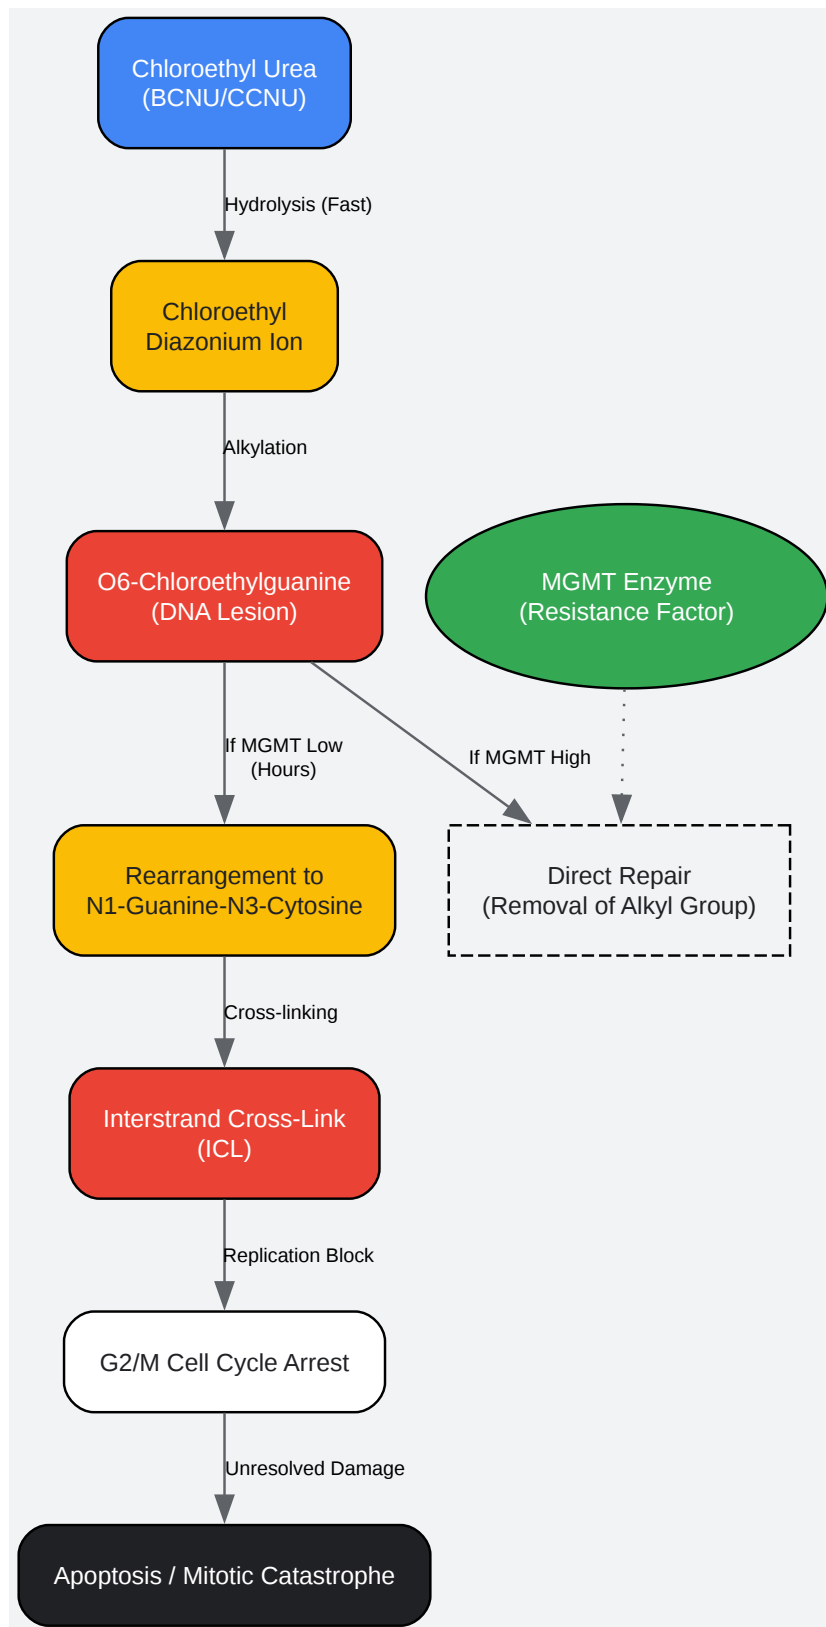 Chloroethyl Urea
(BCNU/CCNU)
Hydrolysis (Fast)
Chloroethyl
Diazonium Ion
Alkylation
O6-Chloroethylguanine
(DNA Lesion)
MGMT Enzyme
(Resistance Factor)
If MGMT Low
(Hours)
If MGMT High
Rearrangement to
N1-Guanine-N3-Cytosine
Direct Repair
(Removal of Alkyl Group)
Cross-linking
Interstrand Cross-Link
(ICL)
Replication Block
G2/M Cell Cycle Arrest
Unresolved Damage
Apoptosis / Mitotic Catastrophe